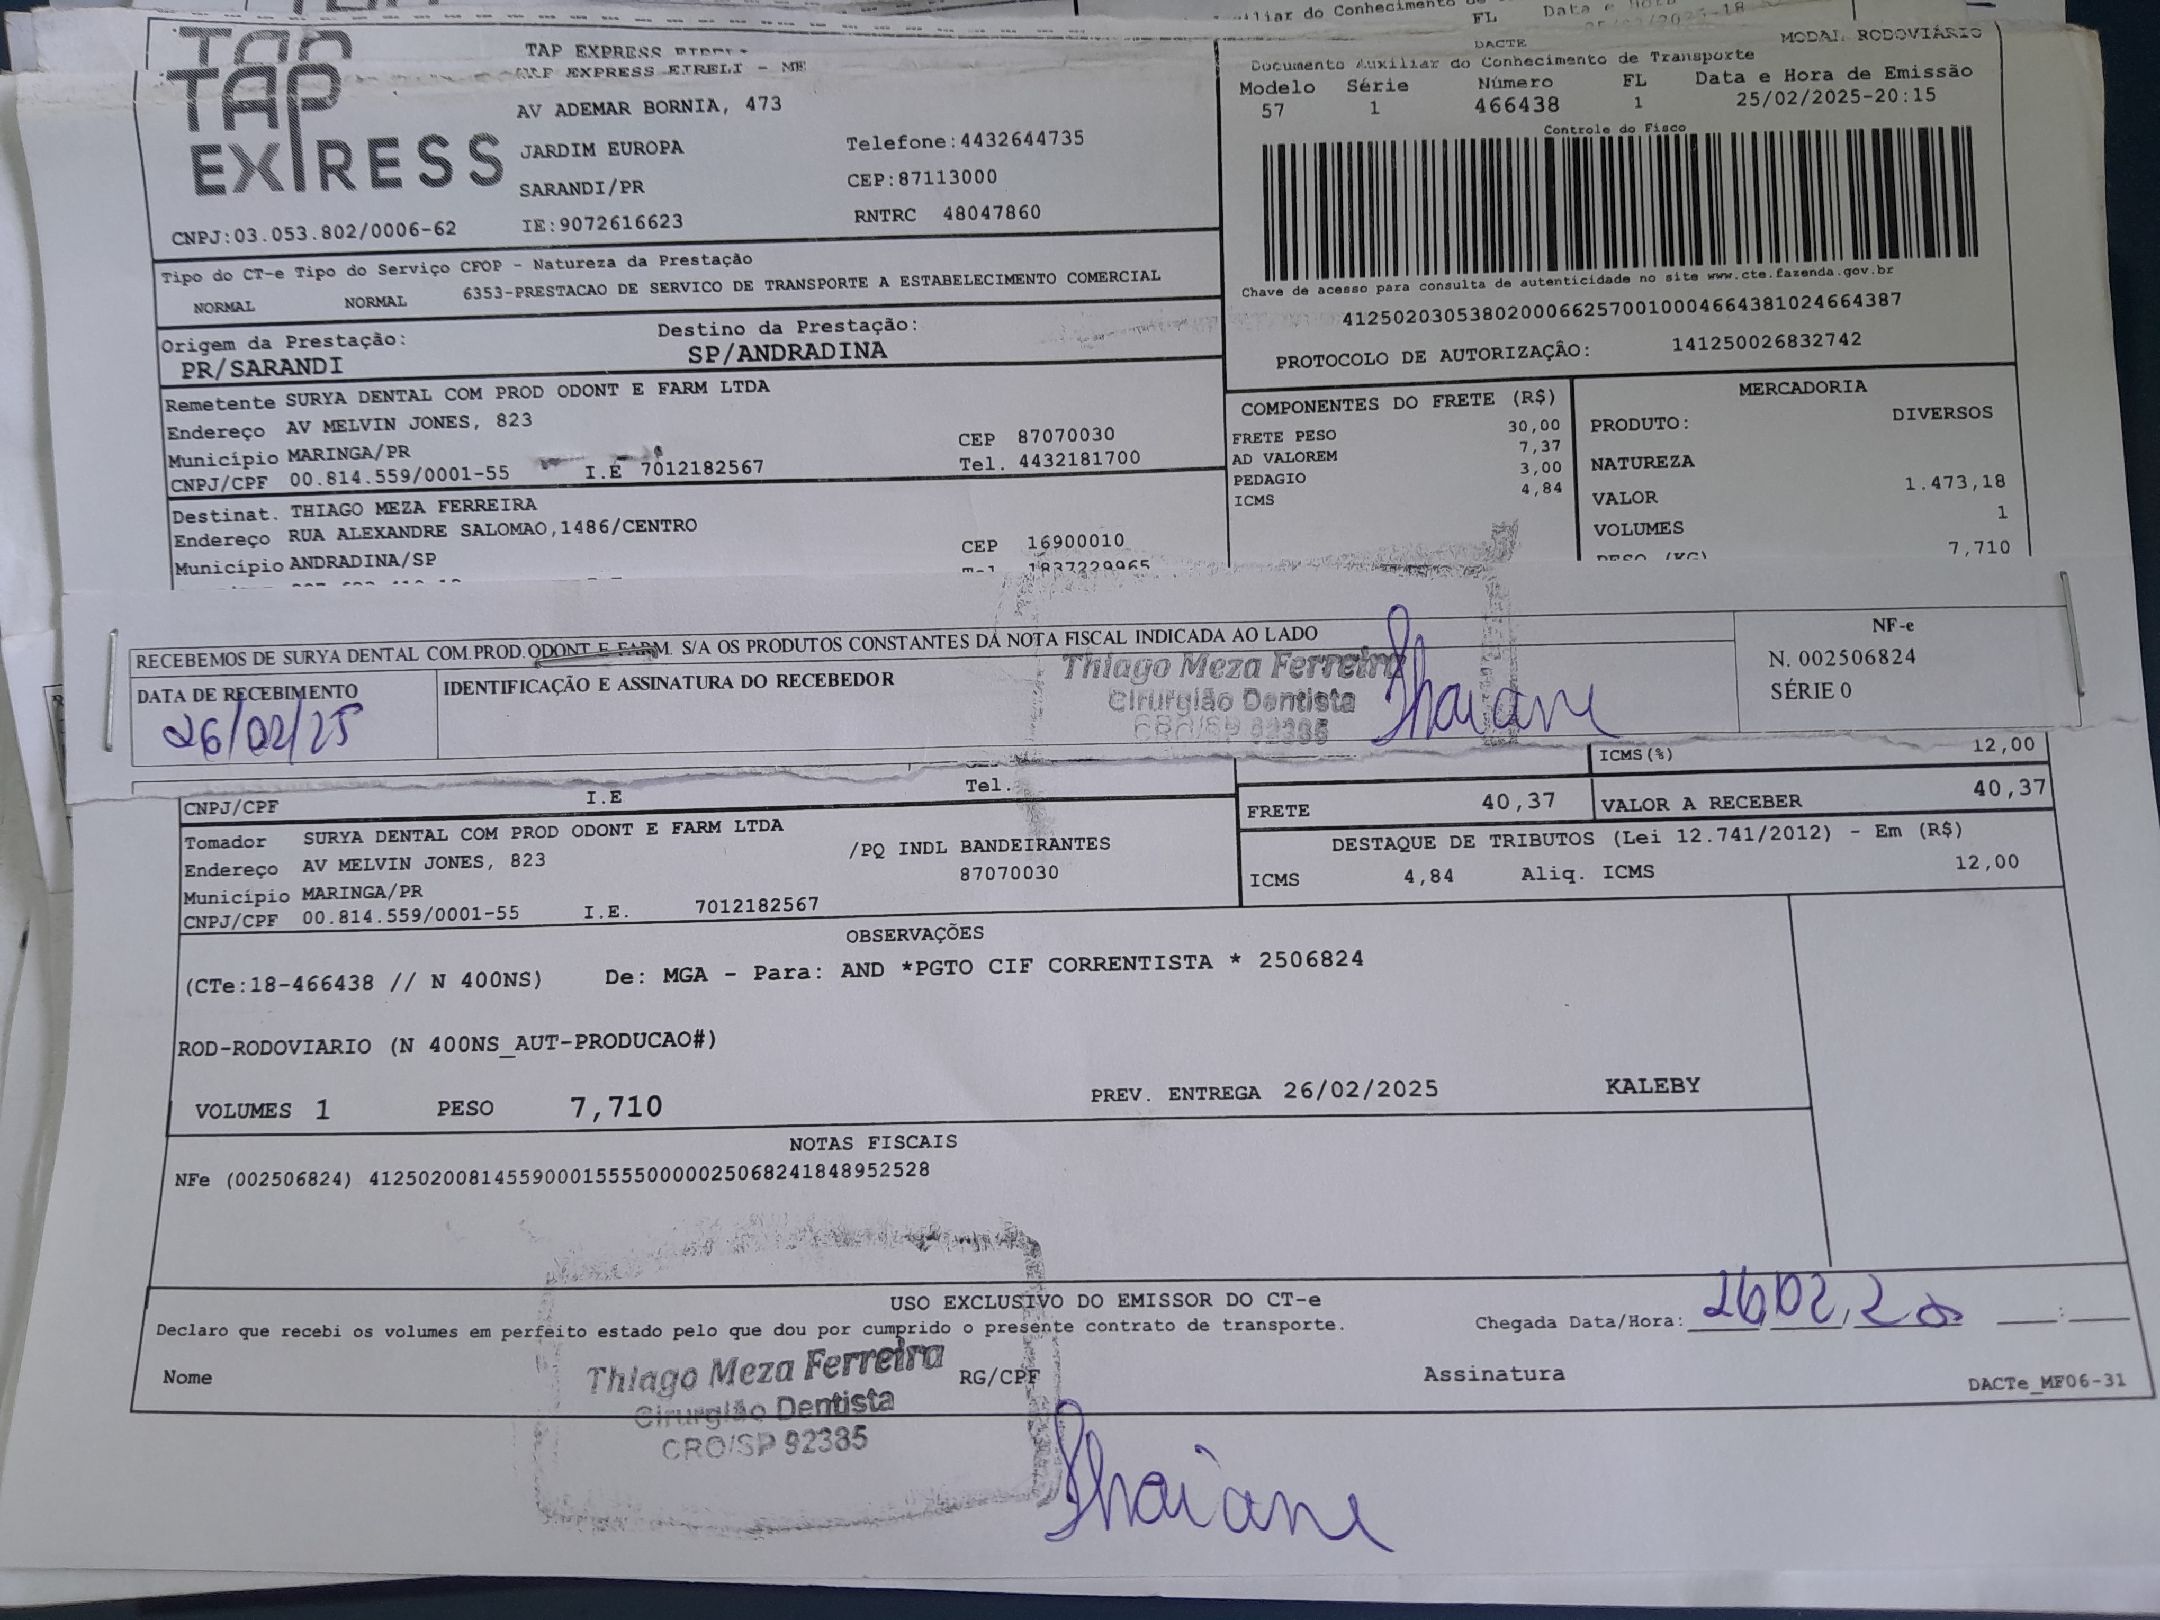 TAP EXPRESS
TAP EXPRESS EIRELI - ME
AV ADEMAR BORNIA, 473
JARDIM EUROPA
Telefone:4432644735
SARANDI/PR
CEP:87113000
CNPJ:03.053.802/0006-62
IE:9072616623
RNTRC 48047860
DACTE
MODAL RODOVIÁRIO
Documento Auxiliar do Conhecimento de Transporte
Modelo Série Número FL Data e Hora de Emissão
57 1 466438 1 25/02/2025-20:15
Controle do Fisco
Chave de acesso para consulta de autenticidade no site www.cte.fazenda.gov.br
41250203053802000662570010004664381024664387
PROTOCOLO DE AUTORIZAÇÃO: 141250026832742
Tipo do CT-e Tipo do Serviço CFOP - Natureza da Prestação
NORMAL NORMAL 6353-PRESTACAO DE SERVICO DE TRANSPORTE A ESTABELECIMENTO COMERCIAL
Origem da Prestação: Destino da Prestação:
PR/SARANDI SP/ANDRADINA
Remetente SURYA DENTAL COM PROD ODONT E FARM LTDA
Endereço AV MELVIN JONES, 823
Município MARINGA/PR CEP 87070030
CNPJ/CPF 00.814.559/0001-55 I.E 7012182567 Tel. 4432181700
Destinat. THIAGO MEZA FERREIRA
Endereço RUA ALEXANDRE SALOMAO,1486/CENTRO
Município ANDRADINA/SP CEP 16900010
1837229965
COMPONENTES DO FRETE (R$)
FRETE PESO 30,00
AD VALOREM 7,37
PEDAGIO 3,00
ICMS 4,84
MERCADORIA
PRODUTO: DIVERSOS
NATUREZA
VALOR 1.473,18
VOLUMES 1
PESO (KG) 7,710
RECEBEMOS DE SURYA DENTAL COM.PROD.ODONT E FARM. S/A OS PRODUTOS CONSTANTES DA NOTA FISCAL INDICADA AO LADO
DATA DE RECEBIMENTO
26/02/25
IDENTIFICAÇÃO E ASSINATURA DO RECEBEDOR
Thiago Meza Ferreira
Cirurgião Dentista
CRO/SP 92385
Thaiane
NF-e
N. 002506824
SÉRIE 0
ICMS(%) 12,00
CNPJ/CPF I.E Tel.
FRETE 40,37 VALOR A RECEBER 40,37
Tomador SURYA DENTAL COM PROD ODONT E FARM LTDA
Endereço AV MELVIN JONES, 823 /PQ INDL BANDEIRANTES
Município MARINGA/PR 87070030
CNPJ/CPF 00.814.559/0001-55 I.E. 7012182567
DESTAQUE DE TRIBUTOS (Lei 12.741/2012) - Em (R$)
ICMS 4,84 Aliq. ICMS 12,00
OBSERVAÇÕES
(CTe:18-466438 // N 400NS) De: MGA - Para: AND *PGTO CIF CORRENTISTA * 2506824
ROD-RODOVIARIO (N 400NS_AUT-PRODUCAO#)
VOLUMES 1 PESO 7,710 PREV. ENTREGA 26/02/2025 KALEBY
NOTAS FISCAIS
NFe (002506824) 41250200814559000155550000025068241848952528
USO EXCLUSIVO DO EMISSOR DO CT-e
Declaro que recebi os volumes em perfeito estado pelo que dou por cumprido o presente contrato de transporte.
Chegada Data/Hora: 26/02/25 __:__
Nome RG/CPF Assinatura
DACTe_MF06-31
Thiago Meza Ferreira
Cirurgião Dentista
CRO/SP 92385
Thaiane